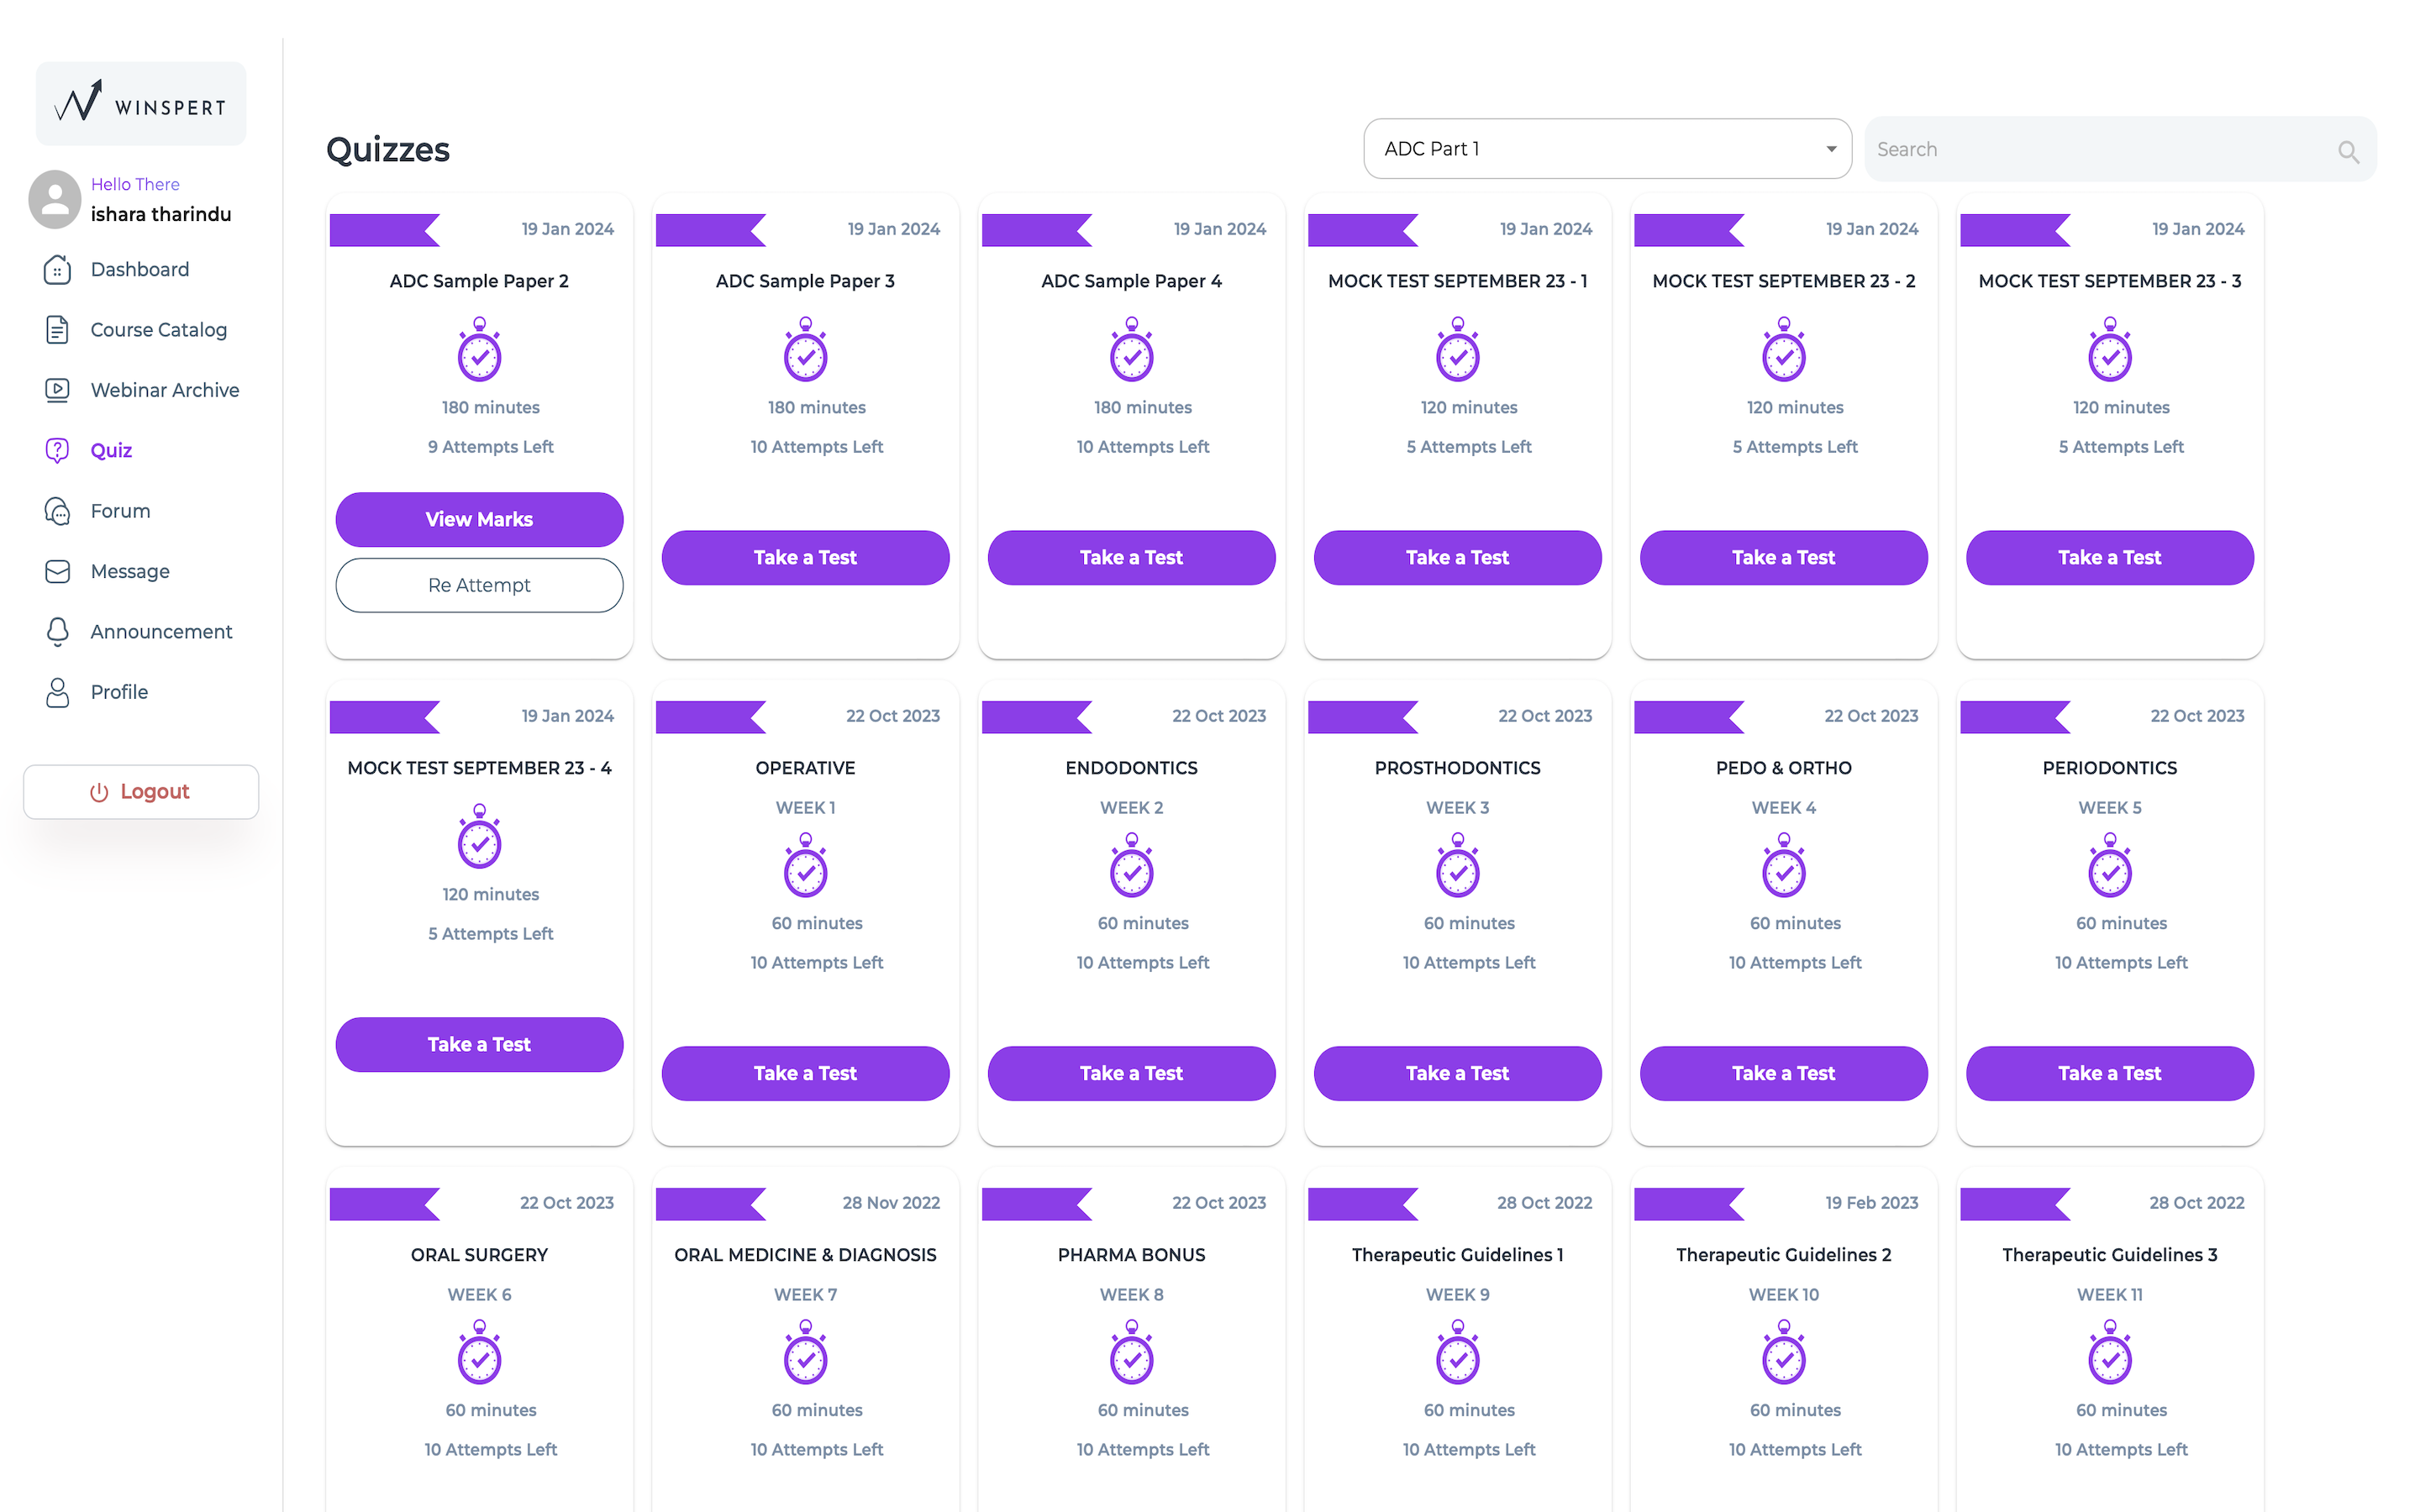 WINSPERT
Hello There
ishara tharindu
Dashboard
Course Catalog
Webinar Archive
Quiz
Forum
Message
Announcement
Profile
Logout
Quizzes
ADC Part 1
Search
19 Jan 2024
ADC Sample Paper 2
180 minutes
9 Attempts Left
View Marks
Re Attempt
19 Jan 2024
ADC Sample Paper 3
180 minutes
10 Attempts Left
Take a Test
19 Jan 2024
ADC Sample Paper 4
180 minutes
10 Attempts Left
Take a Test
19 Jan 2024
MOCK TEST SEPTEMBER 23 - 1
120 minutes
5 Attempts Left
Take a Test
19 Jan 2024
MOCK TEST SEPTEMBER 23 - 2
120 minutes
5 Attempts Left
Take a Test
19 Jan 2024
MOCK TEST SEPTEMBER 23 - 3
120 minutes
5 Attempts Left
Take a Test
19 Jan 2024
MOCK TEST SEPTEMBER 23 - 4
120 minutes
5 Attempts Left
Take a Test
22 Oct 2023
OPERATIVE
WEEK 1
60 minutes
10 Attempts Left
Take a Test
22 Oct 2023
ENDODONTICS
WEEK 2
60 minutes
10 Attempts Left
Take a Test
22 Oct 2023
PROSTHODONTICS
WEEK 3
60 minutes
10 Attempts Left
Take a Test
22 Oct 2023
PEDO & ORTHO
WEEK 4
60 minutes
10 Attempts Left
Take a Test
22 Oct 2023
PERIODONTICS
WEEK 5
60 minutes
10 Attempts Left
Take a Test
22 Oct 2023
ORAL SURGERY
WEEK 6
60 minutes
10 Attempts Left
28 Nov 2022
ORAL MEDICINE & DIAGNOSIS
WEEK 7
60 minutes
10 Attempts Left
22 Oct 2023
PHARMA BONUS
WEEK 8
60 minutes
10 Attempts Left
28 Oct 2022
Therapeutic Guidelines 1
WEEK 9
60 minutes
10 Attempts Left
19 Feb 2023
Therapeutic Guidelines 2
WEEK 10
60 minutes
10 Attempts Left
28 Oct 2022
Therapeutic Guidelines 3
WEEK 11
60 minutes
10 Attempts Left